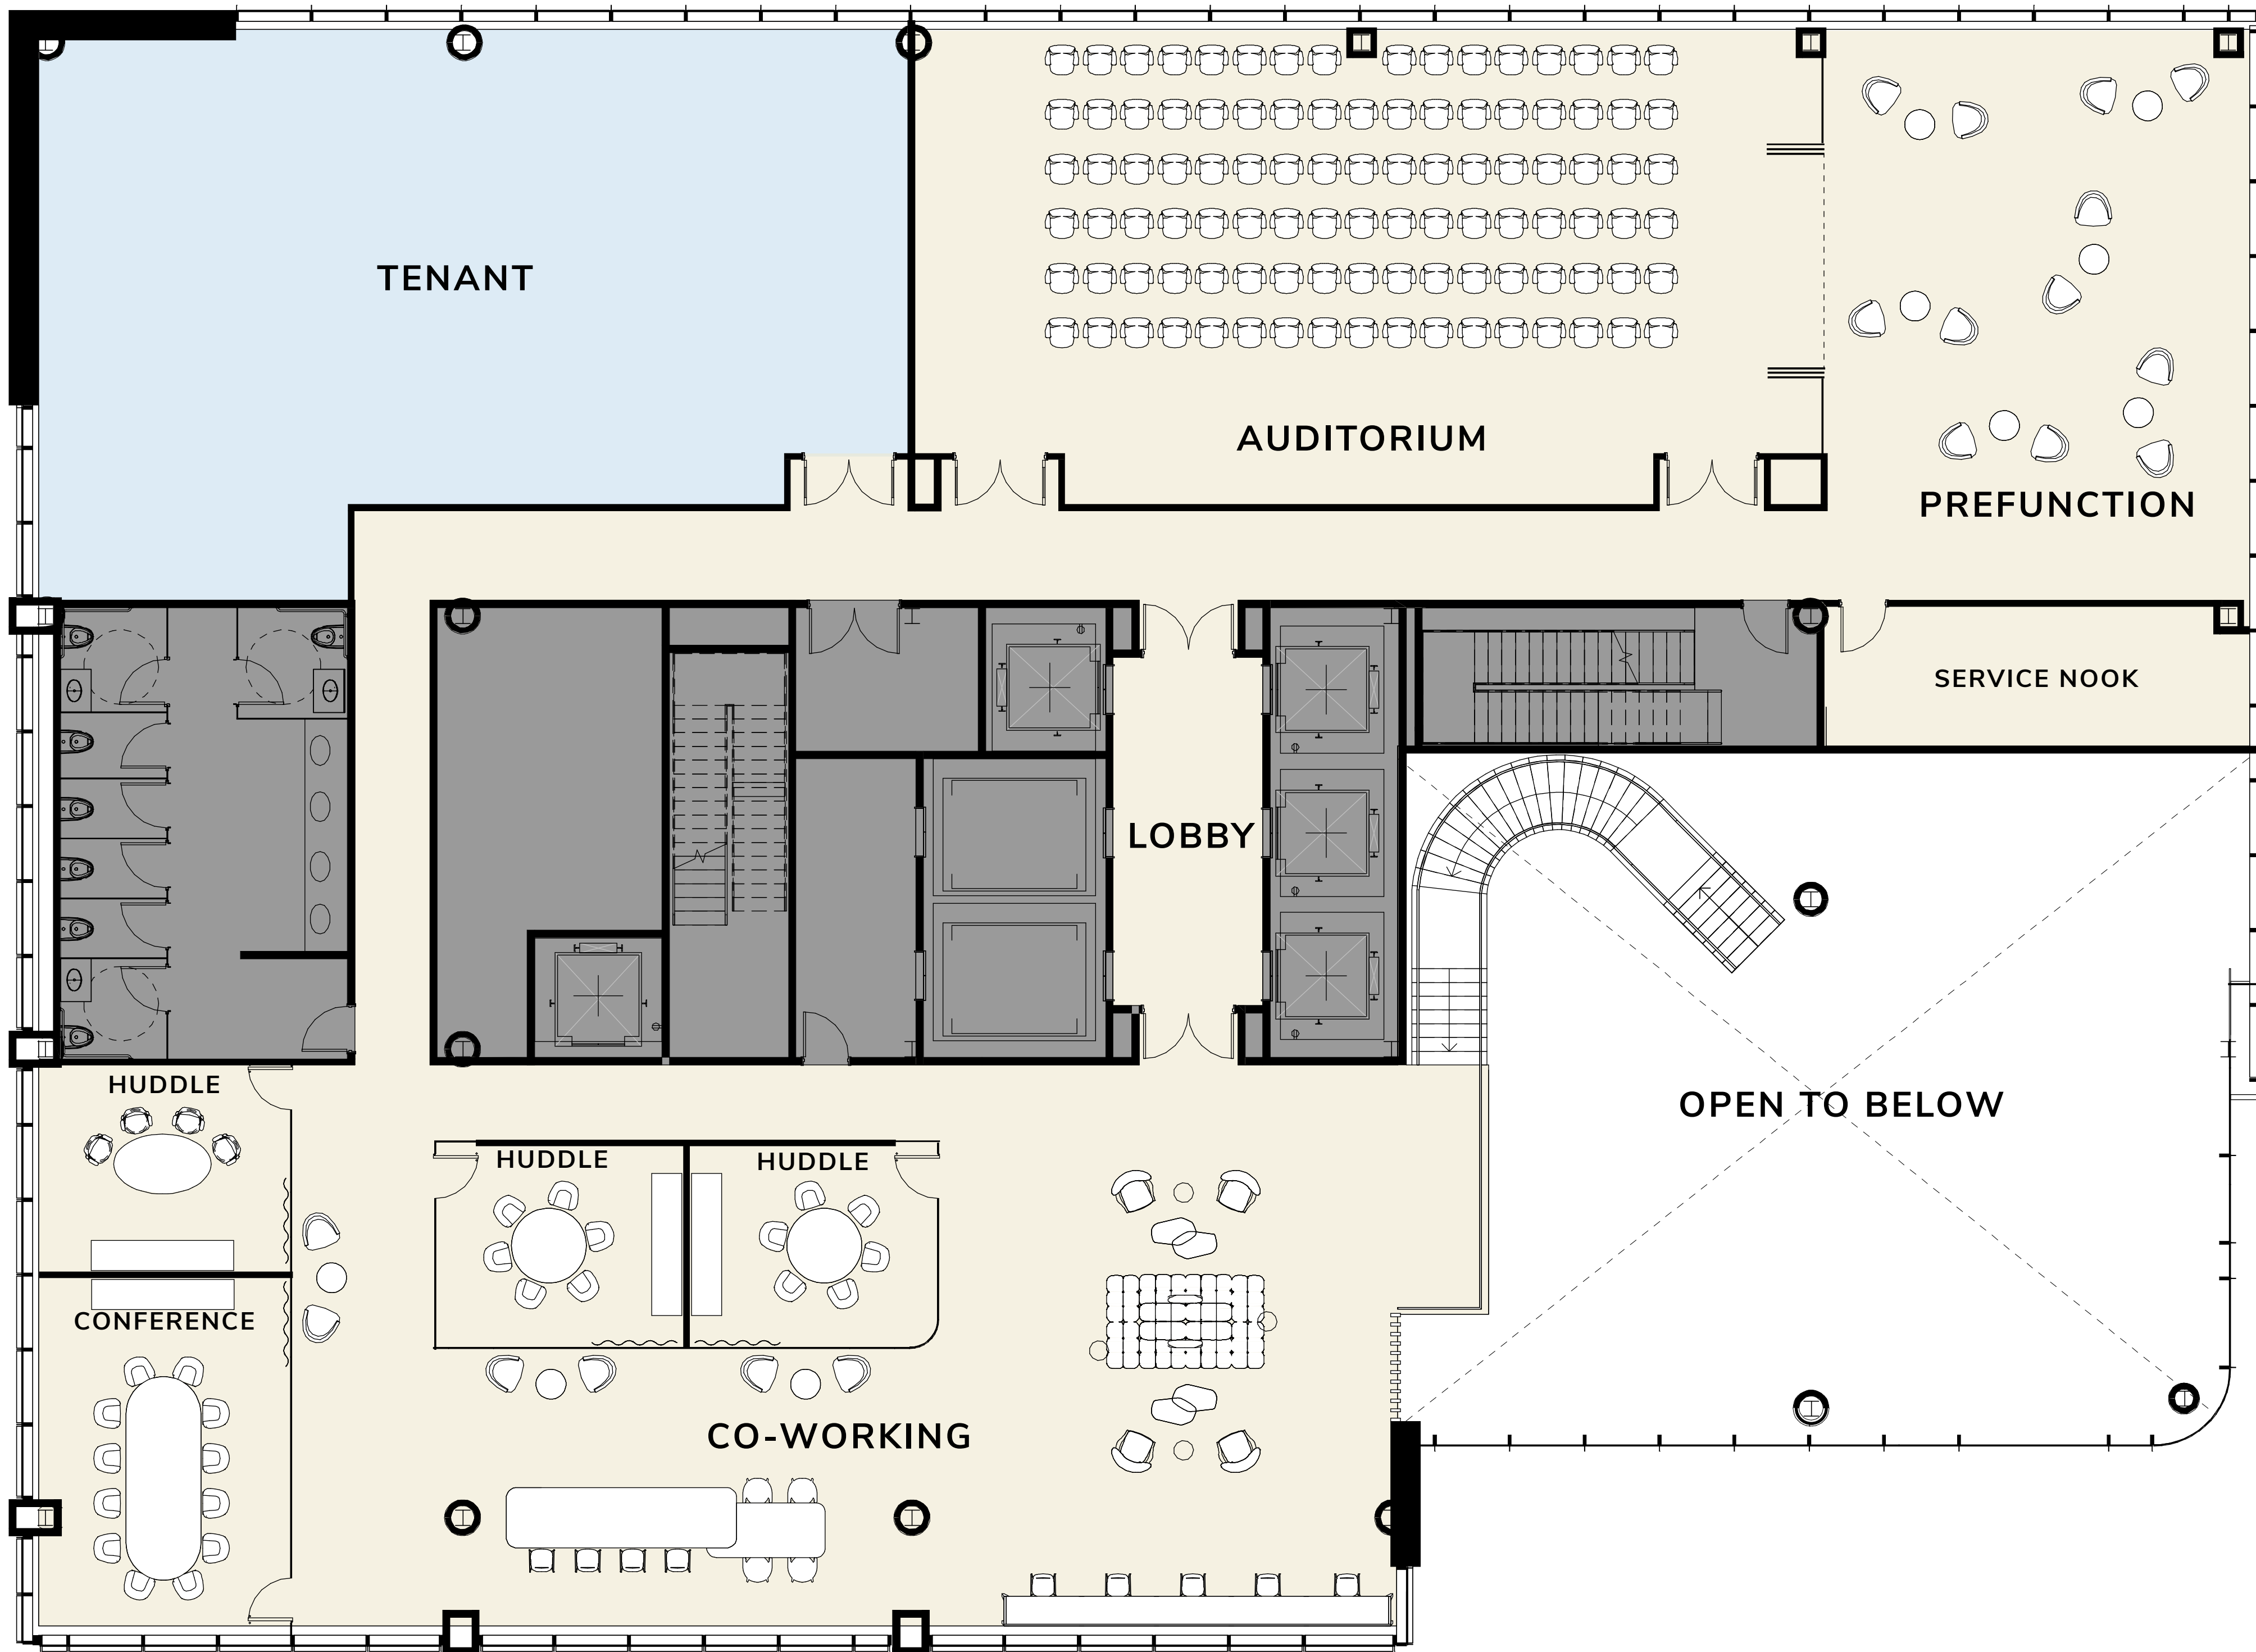 TENANT
AUDITORIUM
PREFUNCTION
SERVICE NOOK
LOBBY
HUDDLE
OPEN TO BELOW
HUDDLE
HUDDLE
CONFERENCE
CO-WORKING